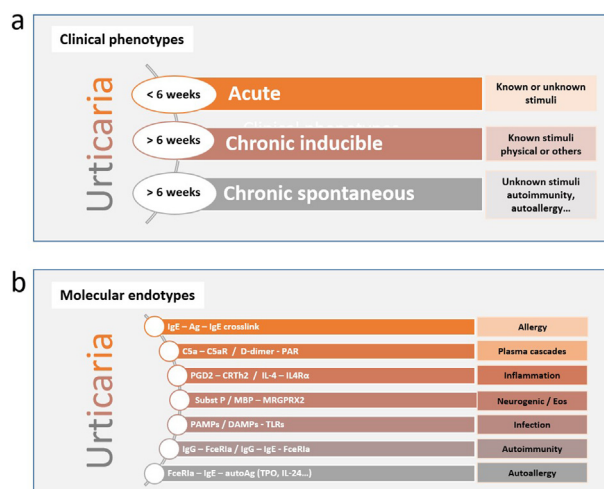 a
Clinical phenotypes
Urticaria
< 6 weeks
Acute
Known or unknown
stimuli
> 6 weeks
Chronic inducible
Known stimuli
physical or others
> 6 weeks
Chronic spontaneous
Unknown stimuli
autoimmunity,
autoallergy...
b
Molecular endotypes
Urticaria
IgE – Ag – IgE crosslink
Allergy
C5a – C5aR / D-dimer - PAR
Plasma cascades
PGD2 – CRTh2 / IL-4 – IL4Rα
Inflammation
Subst P / MBP – MRGPRX2
Neurogenic / Eos
PAMPs / DAMPs - TLRs
Infection
IgG – FceRIa / IgG – IgE - FceRIa
Autoimmunity
FceRIa – IgE – autoAg (TPO, IL-24...)
Autoallergy